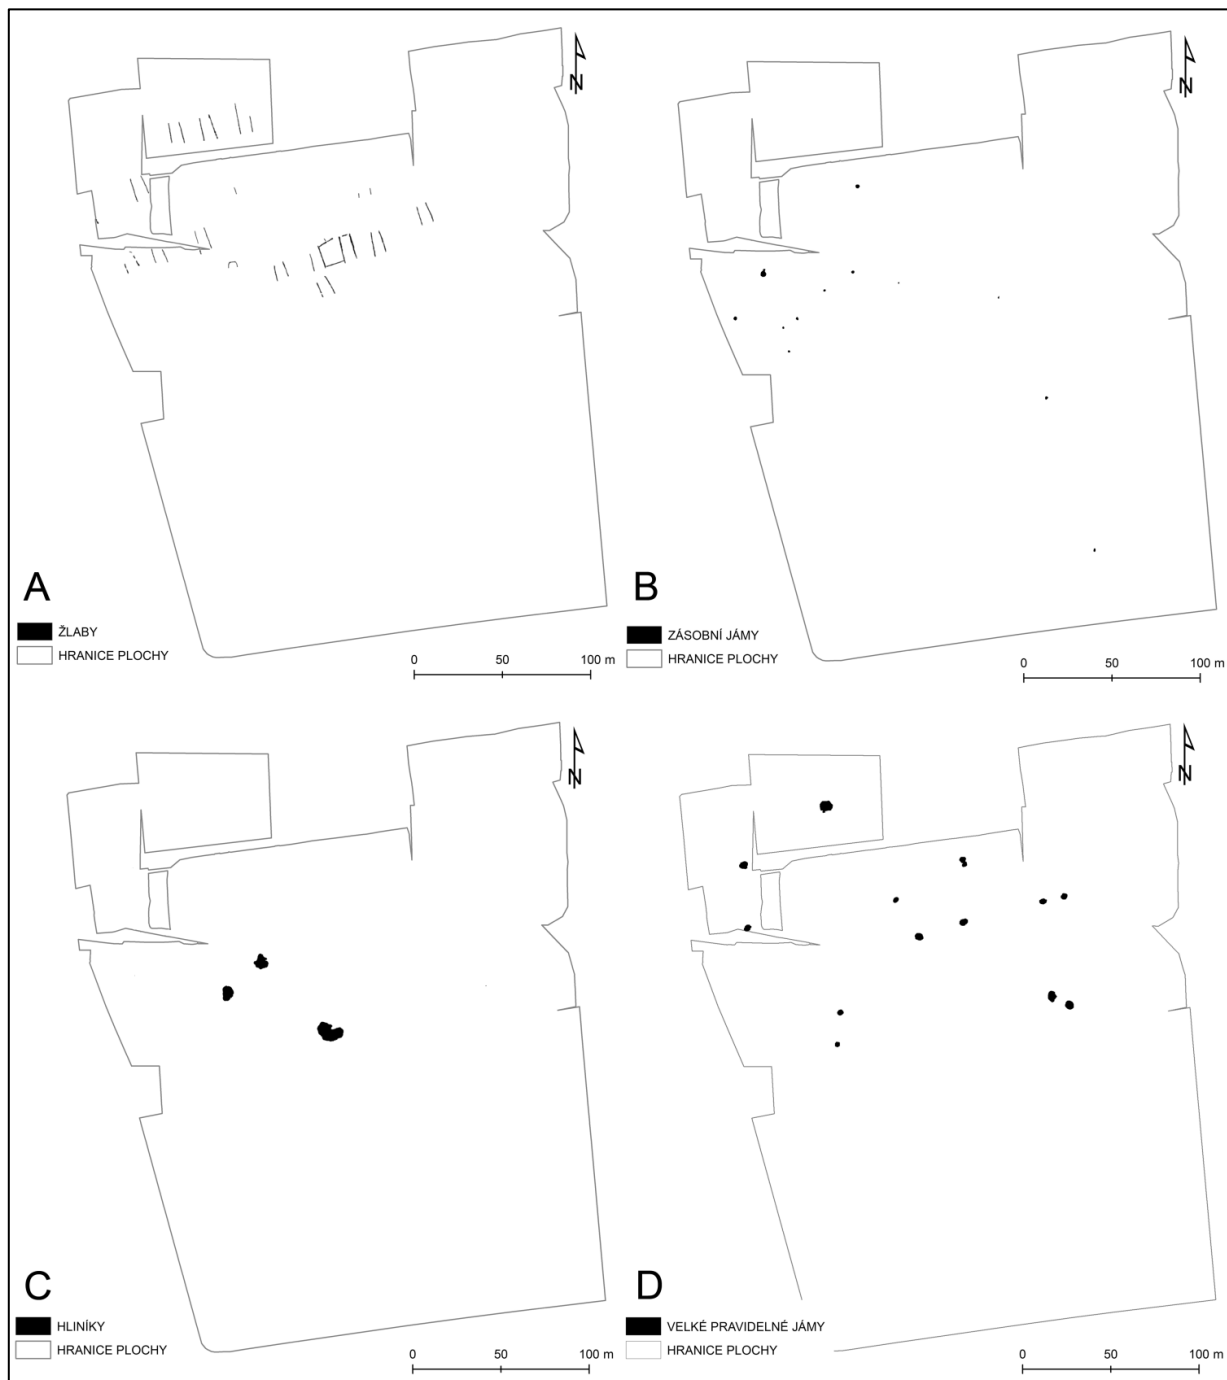 N
N
A
B
ŽLABY
HRANICE PLOCHY
0 50 100 m
ZÁSOBNÍ JÁMY
HRANICE PLOCHY
0 50 100 m
N
N
C
D
HLINÍKY
HRANICE PLOCHY
0 50 100 m
VELKÉ PRAVIDELNÉ JÁMY
HRANICE PLOCHY
0 50 100 m